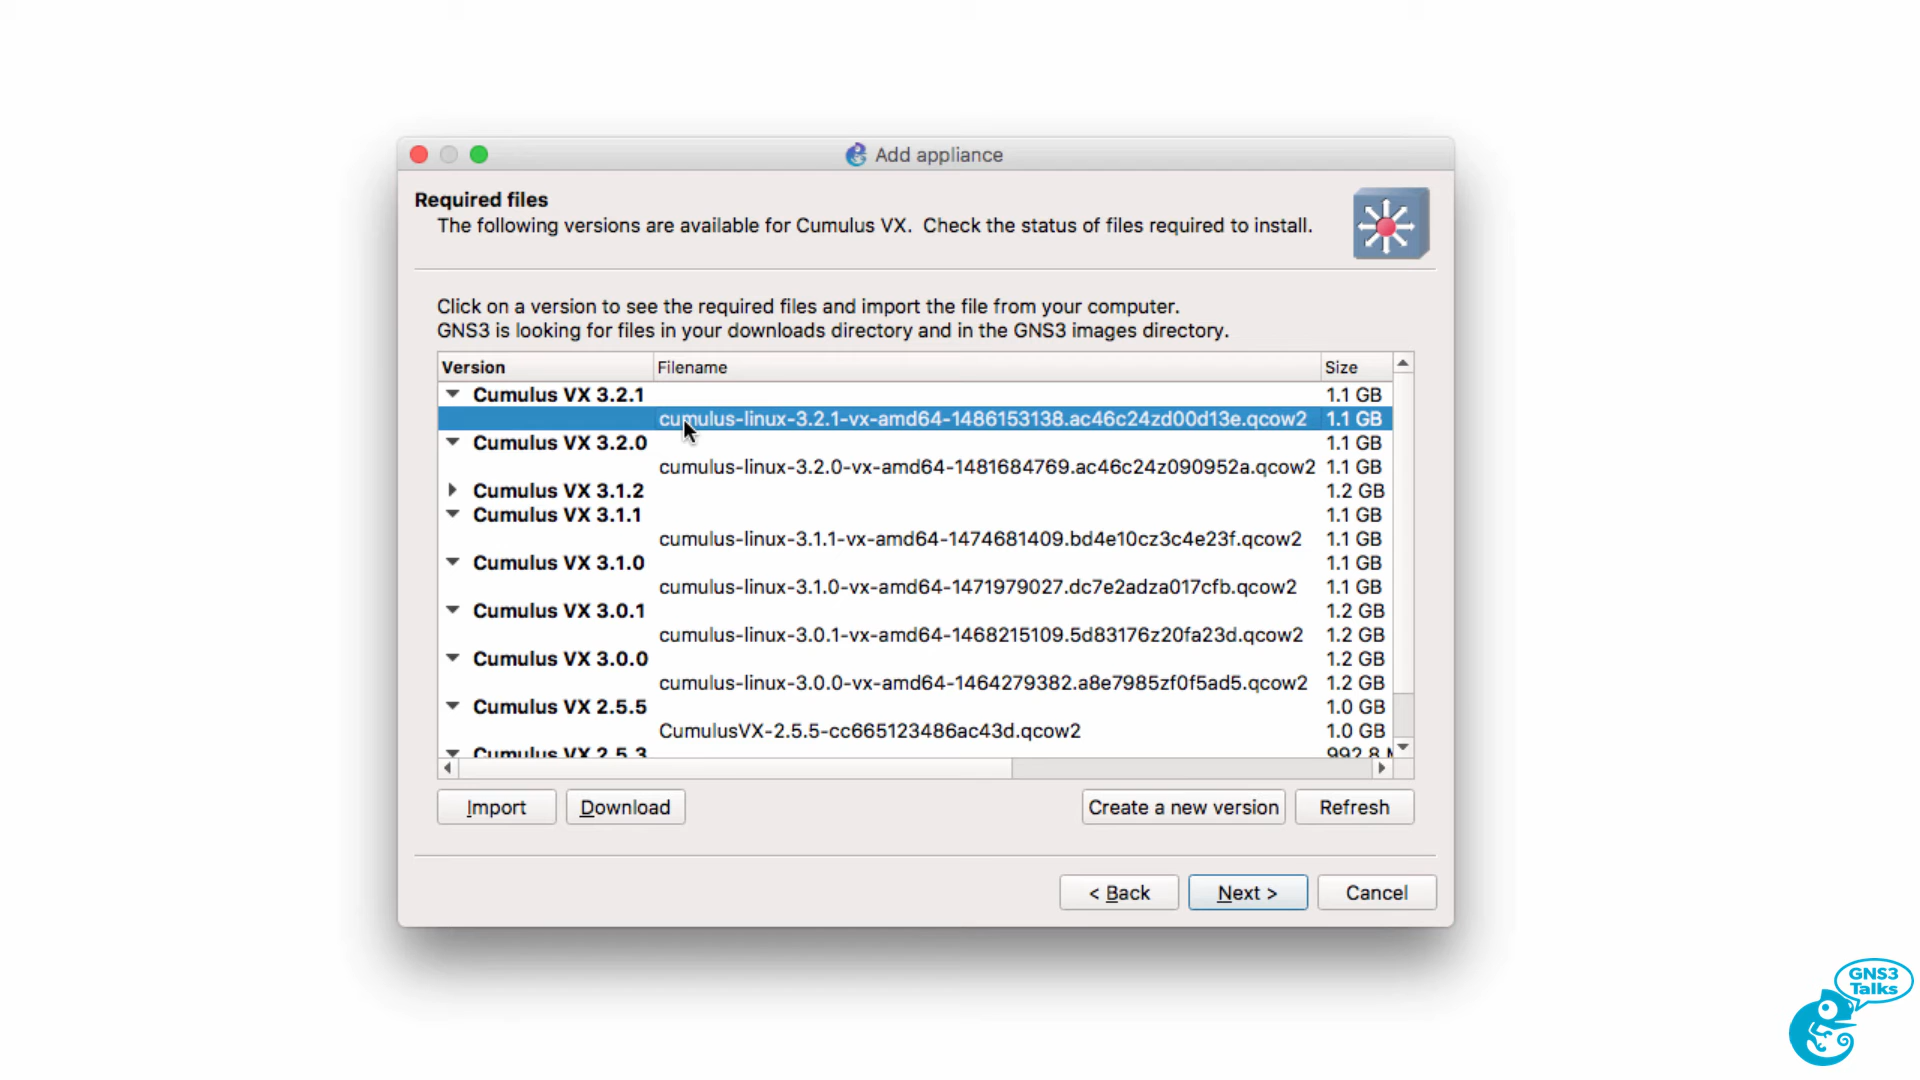 Add appliance
Required files
The following versions are available for Cumulus VX. Check the status of files required to install.
Click on a version to see the required files and import the file from your computer.
GNS3 is looking for files in your downloads directory and in the GNS3 images directory.
Version Filename Size
Cumulus VX 3.2.1 1.1 GB
cumulus-linux-3.2.1-vx-amd64-1486153138.ac46c24zd00d13e.qcow2 1.1 GB
Cumulus VX 3.2.0 1.1 GB
cumulus-linux-3.2.0-vx-amd64-1481684769.ac46c24z090952a.qcow2 1.1 GB
Cumulus VX 3.1.2 1.2 GB
Cumulus VX 3.1.1 1.1 GB
cumulus-linux-3.1.1-vx-amd64-1474681409.bd4e10cz3c4e23f.qcow2 1.1 GB
Cumulus VX 3.1.0 1.1 GB
cumulus-linux-3.1.0-vx-amd64-1471979027.dc7e2adza017cfb.qcow2 1.1 GB
Cumulus VX 3.0.1 1.2 GB
cumulus-linux-3.0.1-vx-amd64-1468215109.5d83176z20fa23d.qcow2 1.2 GB
Cumulus VX 3.0.0 1.2 GB
cumulus-linux-3.0.0-vx-amd64-1464279382.a8e7985zf0f5ad5.qcow2 1.2 GB
Cumulus VX 2.5.5 1.0 GB
CumulusVX-2.5.5-cc665123486ac43d.qcow2 1.0 GB
Cumulus VX 2.5.3 992.8 M
Import Download Create a new version Refresh
< Back Next > Cancel
GNS3
Talks